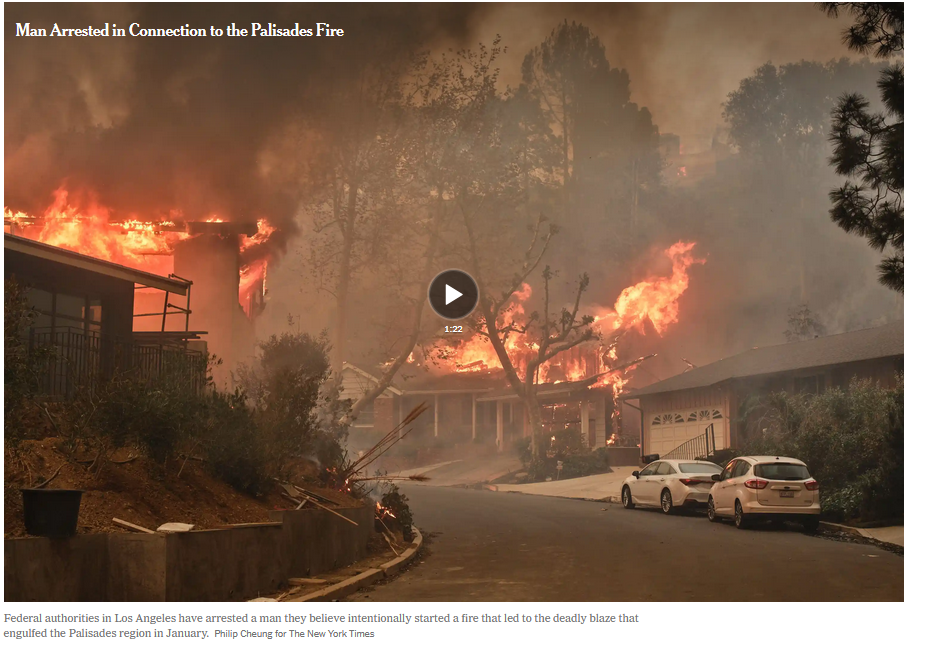 Man Arrested in Connection to the Palisades Fire
1:22
Federal authorities in Los Angeles have arrested a man they believe intentionally started a fire that led to the deadly blaze that
engulfed the Palisades region in January. Philip Cheung for The New York Times